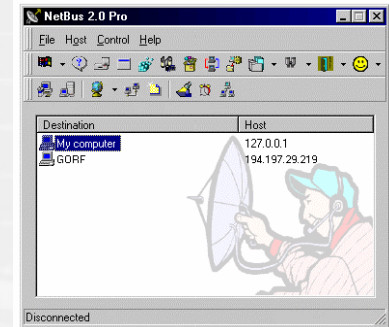 NetBus 2.0 Pro
File Host Control Help
Destination Host
My computer 127.0.0.1
GORF 194.197.29.219
Disconnected